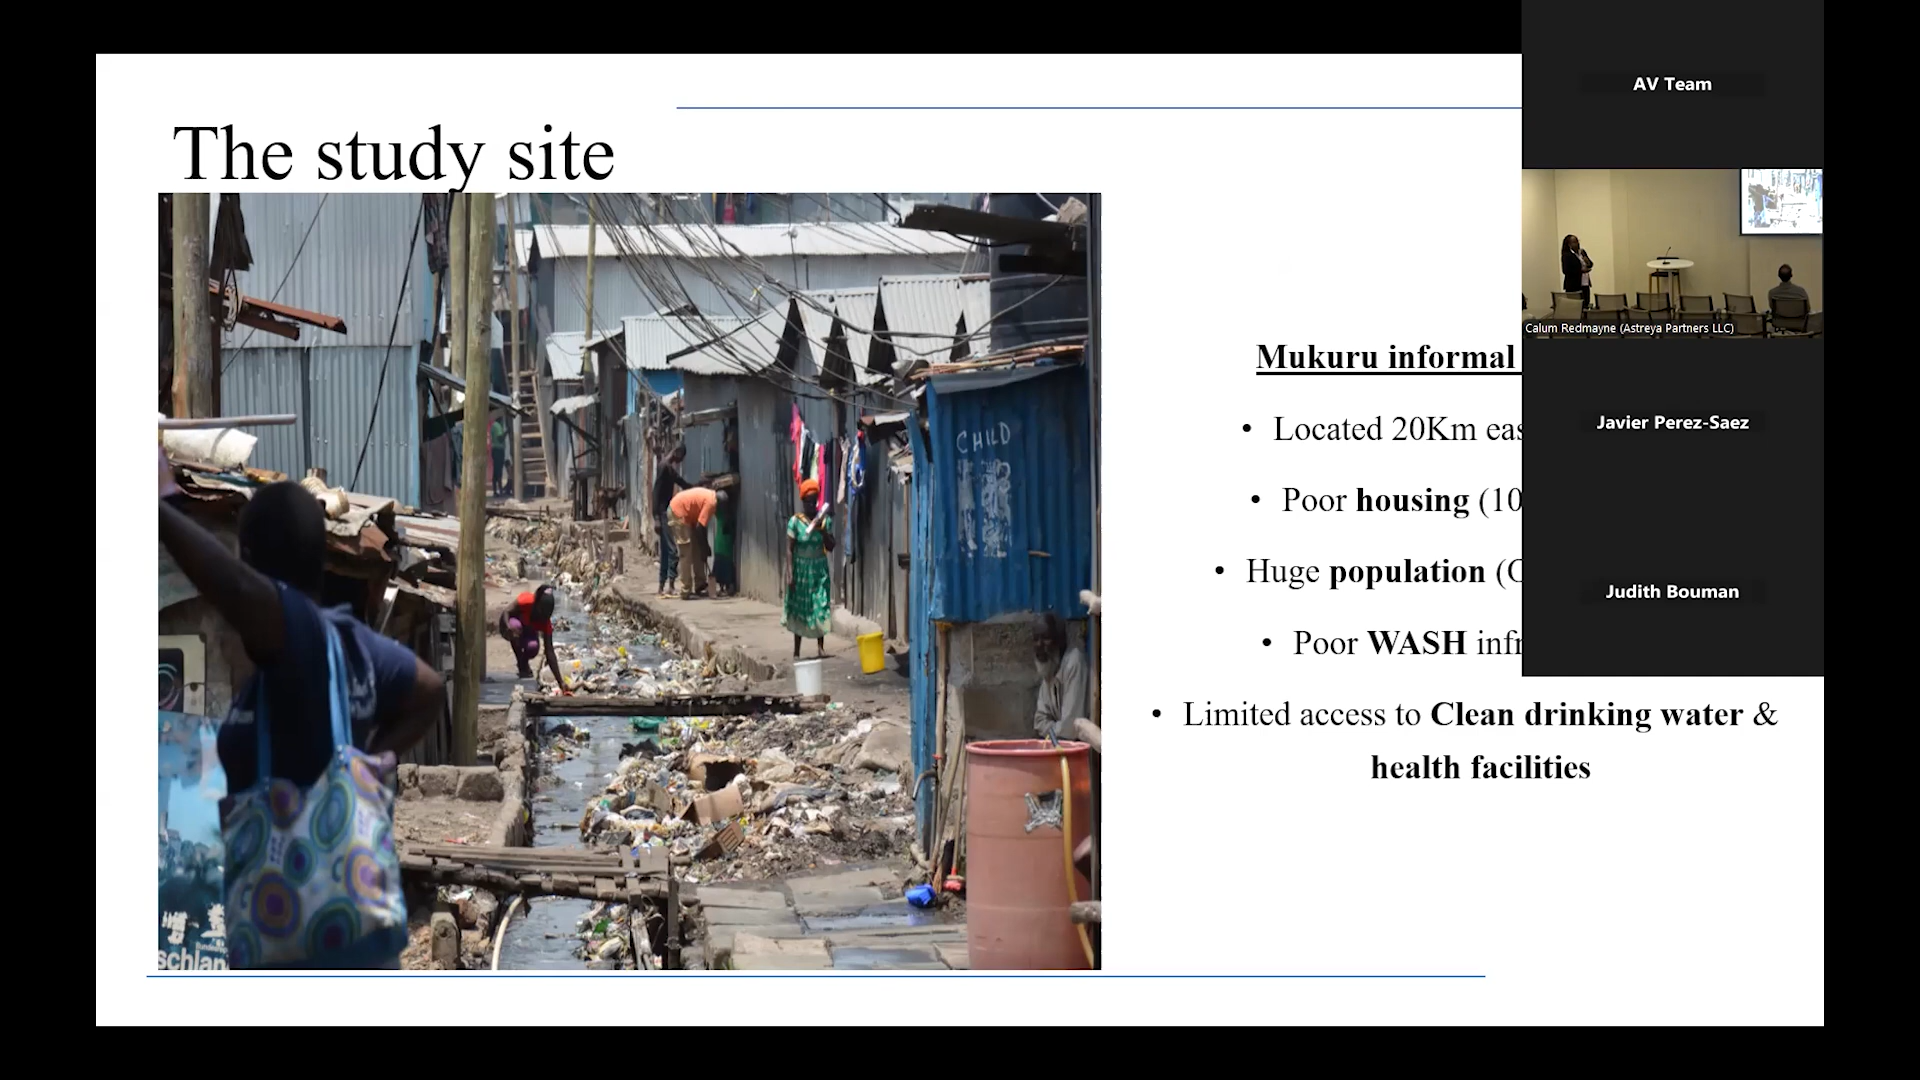 The study site
AV Team
Calum Redmayne (Astreya Partners LLC)
Javier Perez-Saez
Judith Bouman
Mukuru informal
• Located 20Km eas
• Poor housing (10
• Huge population (
• Poor WASH infr
• Limited access to Clean drinking water &
health facilities
CHILD
schlan